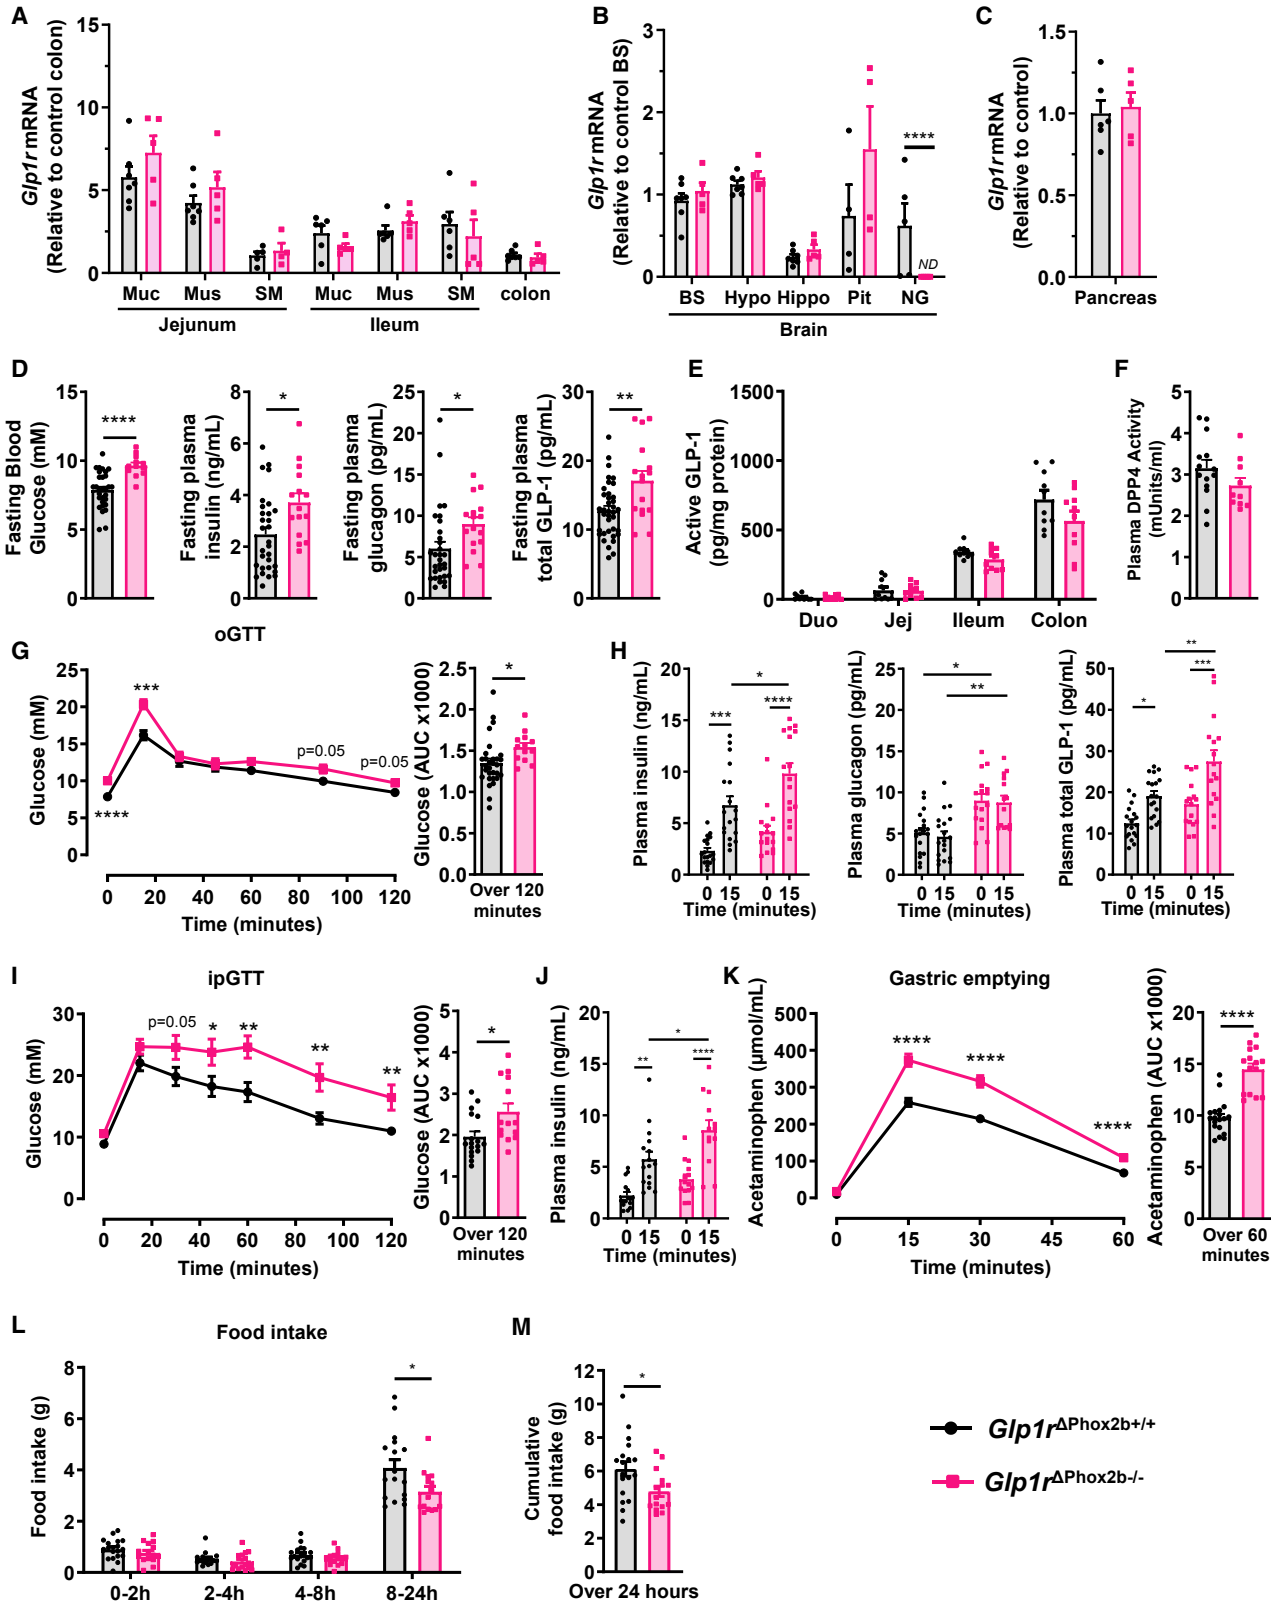 A
Glp1r mRNA
(Relative to control colon)
15
10
5
0
Muc Mus SM Muc Mus SM colon
Jejunum Ileum
B
Glp1r mRNA
(Relative to control BS)
3
2
1
0
****
ND
BS Hypo Hippo Pit NG
Brain
C
Glp1r mRNA
(Relative to control)
1.5
1.0
0.5
0.0
Pancreas
D
Fasting Blood
Glucose (mM)
15
10
5
0
****
Fasting plasma
insulin (ng/mL)
8
6
4
2
0
*
Fasting plasma
glucagon (pg/mL)
25
20
15
10
5
0
*
Fasting plasma
total GLP-1 (pg/mL)
30
20
10
0
**
E
Active GLP-1
(pg/mg protein)
1500
1000
500
0
Duo Jej Ileum Colon
F
Plasma DPP4 Activity
(mUnits/ml)
5
4
3
2
1
0
G
oGTT
Glucose (mM)
25
20
15
10
5
0
***
****
p=0.05
p=0.05
0 20 40 60 80 100 120
Time (minutes)
Glucose (AUC x1000)
2.5
2.0
1.5
1.0
0.5
0.0
*
Over 120
minutes
H
Plasma insulin (ng/mL)
20
15
10
5
0
*
*** ****
0 15 0 15
Time (minutes)
Plasma glucagon (pg/mL)
25
20
15
10
5
0
*
**
0 15 0 15
Time (minutes)
Plasma total GLP-1 (pg/mL)
50
40
30
20
10
0
**
***
*
0 15 0 15
Time (minutes)
I
ipGTT
Glucose (mM)
30
20
10
0
p=0.05
* ** ** **
0 20 40 60 80 100 120
Time (minutes)
Glucose (AUC x1000)
5
4
3
2
1
0
*
Over 120
minutes
J
Plasma insulin (ng/mL)
20
15
10
5
0
*
** ****
0 15 0 15
Time (minutes)
K
Gastric emptying
Acetaminophen (µmol/mL)
500
400
300
200
100
0
****
****
****
0 15 30 45 60
Time (minutes)
Acetaminophen (AUC x1000)
20
15
10
5
0
****
Over 60
minutes
L
Food intake
Food intake (g)
8
6
4
2
0
*
0-2h 2-4h 4-8h 8-24h
M
Cumulative
food intake (g)
12
10
8
6
4
2
0
*
Over 24 hours
Glp1rΔPhox2b+/+
Glp1rΔPhox2b-/-